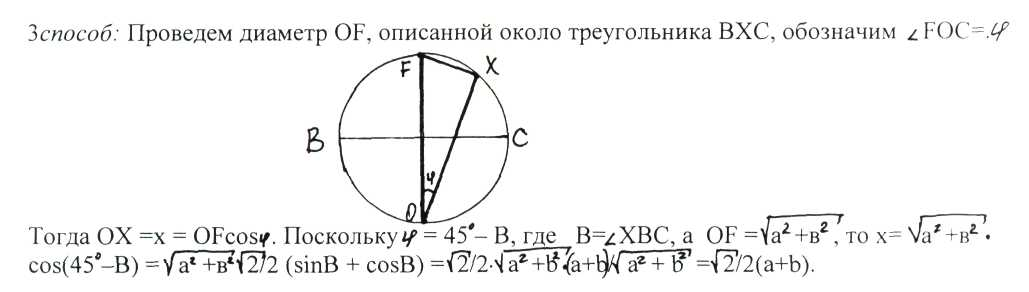 3способ: Проведем диаметр OF, описанной около треугольника BXC, обозначим ∠FOC=.φ
F X
B C
φ
O
Тогда OX =x = OFcosφ. Поскольку φ = 45°– B, где B=∠XBC, а OF =√a²+в², то x= √a²+в².
cos(45°–B) =√a²+в²√2/2 (sinB + cosB) =√2/2·√a²+b²·(a+b)/√a²+b² =√2/2(a+b).